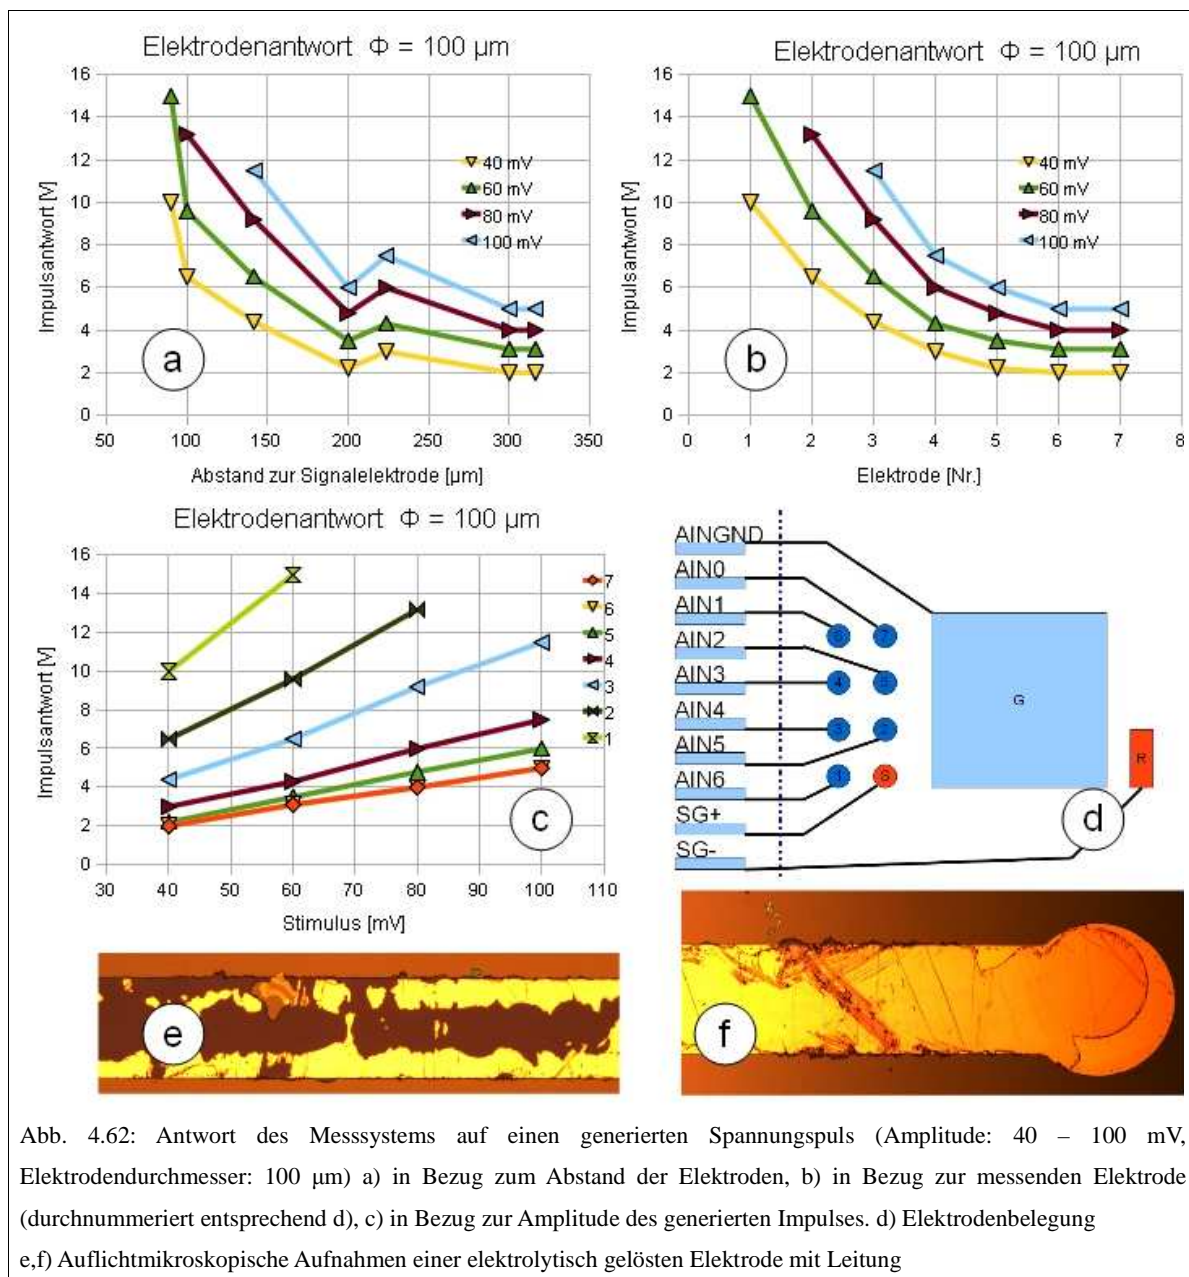 Elektrodenantwort Φ = 100 µm
16
14
12
10
8
6
4
2
0
Impulsantwort [V]
40 mV
60 mV
80 mV
100 mV
a
50 100 150 200 250 300 350
Abstand zur Signalelektrode [µm]
Elektrodenantwort Φ = 100 µm
16
14
12
10
8
6
4
2
0
Impulsantwort [V]
40 mV
60 mV
80 mV
100 mV
b
0 1 2 3 4 5 6 7 8
Elektrode [Nr.]
Elektrodenantwort Φ = 100 µm
16
14
12
10
8
6
4
2
0
Impulsantwort [V]
7
6
5
4
3
2
1
c
30 40 50 60 70 80 90 100 110
Stimulus [mV]
AINGND
AIN0
AIN1
AIN2
AIN3
AIN4
AIN5
AIN6
SG+
SG-
6 7
4 5
3 2
1 S
G
R
d
e
f
Abb. 4.62: Antwort des Messsystems auf einen generierten Spannungspuls (Amplitude: 40 – 100 mV,
Elektrodendurchmesser: 100 µm) a) in Bezug zum Abstand der Elektroden, b) in Bezug zur messenden Elektrode
(durchnummeriert entsprechend d), c) in Bezug zur Amplitude des generierten Impulses. d) Elektrodenbelegung
e,f) Auflichtmikroskopische Aufnahmen einer elektrolytisch gelösten Elektrode mit Leitung